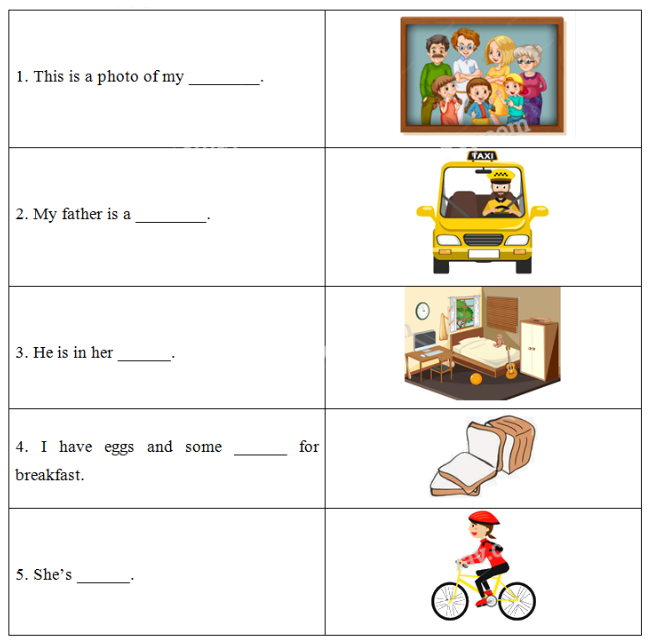 1. This is a photo of my _________.
TAXI
2. My father is a _________.
3. He is in her _______.
4. I have eggs and some _______ for
breakfast.
5. She's _______.